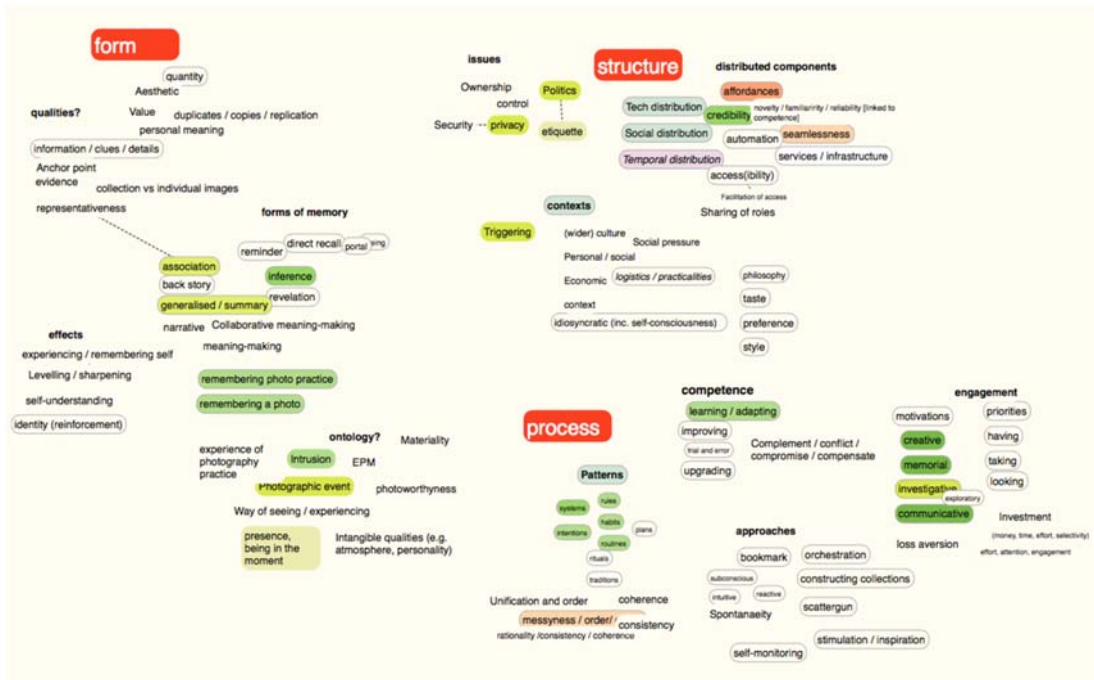 form
quantity
Aesthetic
qualities?
Value
duplicates / copies / replication
personal meaning
information / clues / details
Anchor point
evidence
collection vs individual images
representativeness
forms of memory
reminder
direct recall
portal
association
back story
inference
revelation
generalised / summary
narrative
Collaborative meaning-making
meaning-making
effects
experiencing / remembering self
Levelling / sharpening
self-understanding
identity (reinforcement)
remembering photo practice
remembering a photo
ontology?
Materiality
experience of
photography
practice
Intrusion
EPM
Photographic event
photoworthyness
Way of seeing / experiencing
presence,
being in the
moment
Intangible qualities (e.g.
atmosphere, personality)
issues
Ownership
control
Security
privacy
Politics
etiquette
structure
distributed components
affordances
Tech distribution
credibility
novelty / familiarirty / reliability [linked to
competence]
Social distribution
automation
seamlessness
Temporal distribution
services / infrastructure
access(ibility)
Facilitation of access
Sharing of roles
contexts
Triggering
(wider) culture
Social pressure
Personal / social
Economic
logistics / practicalities
context
idiosyncratic (inc. self-consciousness)
philosophy
taste
preference
style
process
Patterns
systems
rules
intentions
habits
routines
plans
rituals
traditions
Unification and order
coherence
messyness / order/
consistency
rationality /consistency / coherence
competence
learning / adapting
improving
trial and error
upgrading
Complement / conflict /
compromise / compensate
engagement
motivations
creative
memorial
investigative
exploratory
communicative
loss aversion
priorities
having
taking
looking
Investment
(money, time, effort, selectivity)
effort, attention, engagement
approaches
bookmark
orchestration
subconscious
constructing collections
intuitive
reactive
Spontanaeity
scattergun
stimulation / inspiration
self-monitoring